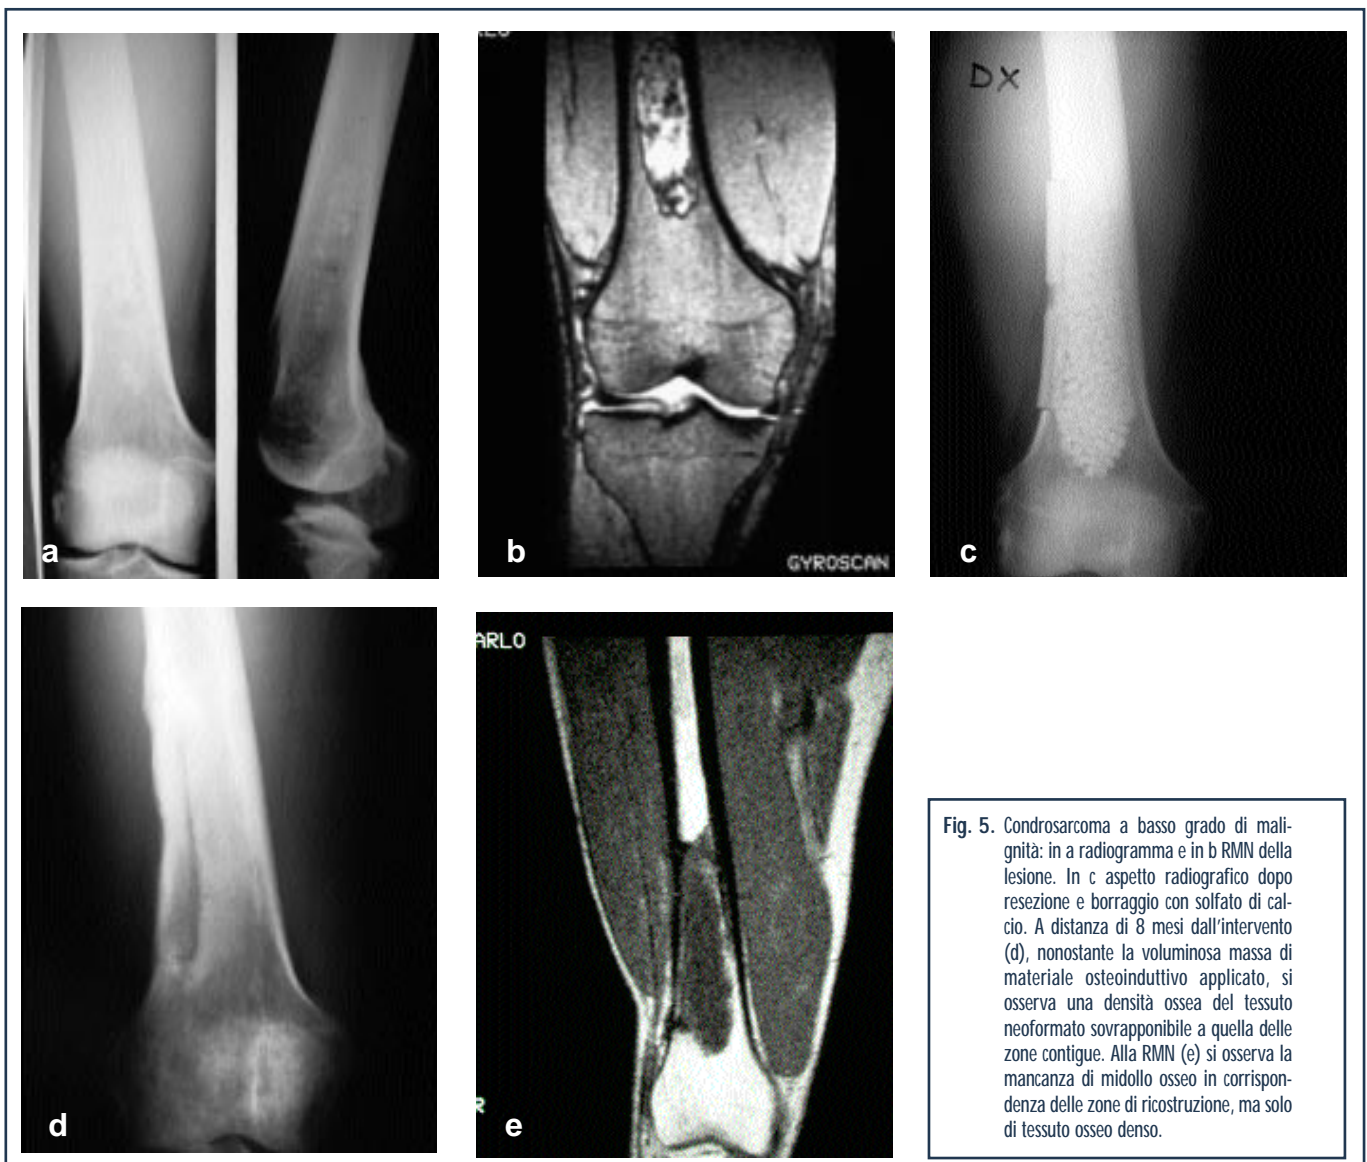 ARLO
a
b
GYROSCAN
DX
c
d
ARLO
R
e
Fig. 5. Condrosarcoma a basso grado di mali-
gnità: in a radiogramma e in b RMN della
lesione. In c aspetto radiografico dopo
resezione e borraggio con solfato di cal-
cio. A distanza di 8 mesi dall'intervento
(d), nonostante la voluminosa massa di
materiale osteoinduttivo applicato, si
osserva una densità ossea del tessuto
neoformato sovrapponibile a quella delle
zone contigue. Alla RMN (e) si osserva la
mancanza di midollo osseo in corrispon-
denza delle zone di ricostruzione, ma solo
di tessuto osseo denso.